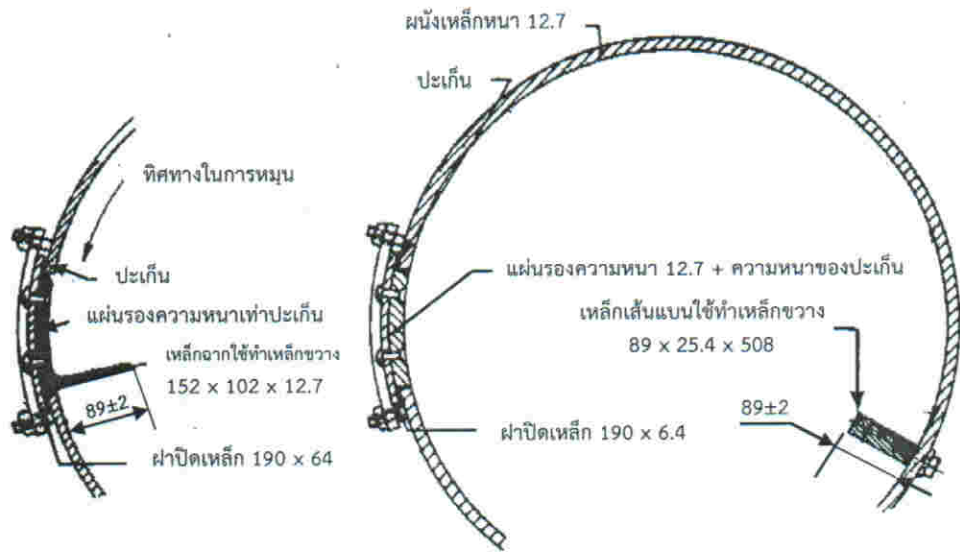 ผนังเหล็กหนา 12.7
ปะเก็น
ทิศทางในการหมุน
ปะเก็น
แผ่นรองความหนาเท่าปะเก็น
เหล็กฉากใช้ทำเหล็กขวาง
152 x 102 x 12.7
89±2
ฝาปิดเหล็ก 190 x 64
แผ่นรองความหนา 12.7 + ความหนาของปะเก็น
เหล็กเส้นแบนใช้ทำเหล็กขวาง
89 x 25.4 x 508
89±2
ฝาปิดเหล็ก 190 x 6.4